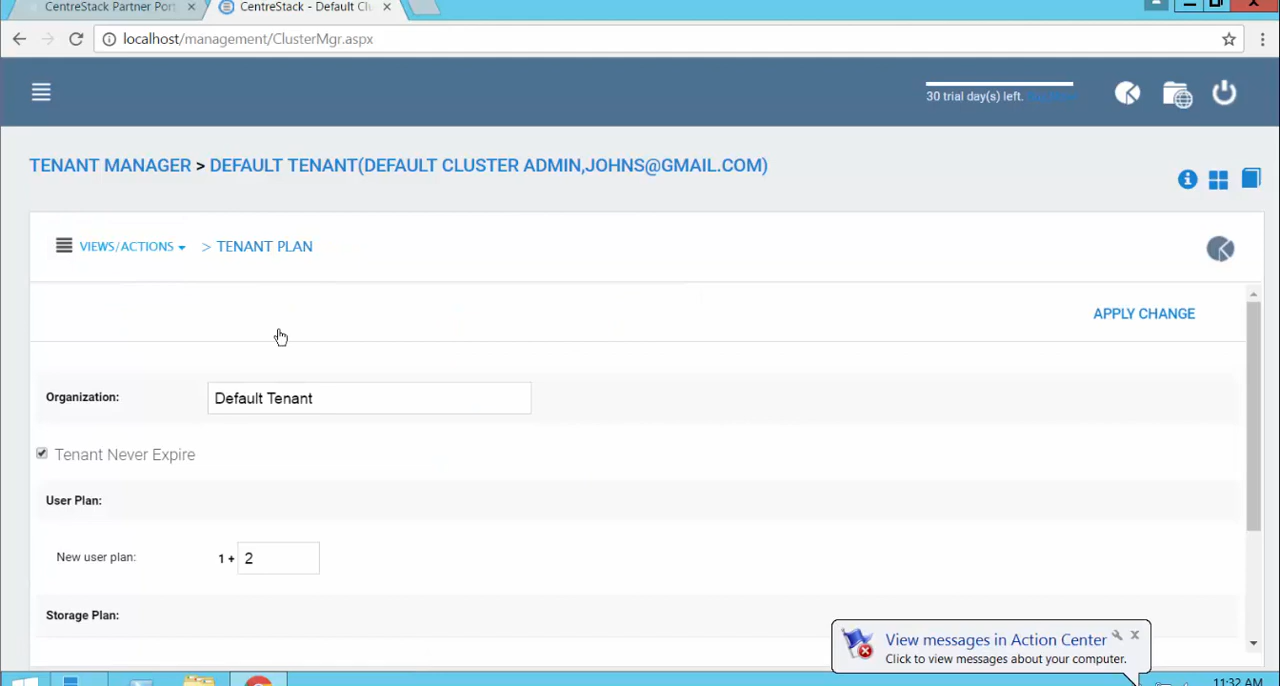 CentreStack Partner Port
CentreStack - Default Clu
localhost/management/ClusterMgr.aspx
30 trial day(s) left.
TENANT MANAGER > DEFAULT TENANT(DEFAULT CLUSTER ADMIN,JOHNS@GMAIL.COM)
VIEWS/ACTIONS > TENANT PLAN
APPLY CHANGE
Organization: Default Tenant
Tenant Never Expire
User Plan:
New user plan: 1 + 2
Storage Plan:
View messages in Action Center
Click to view messages about your computer.
11:32 AM